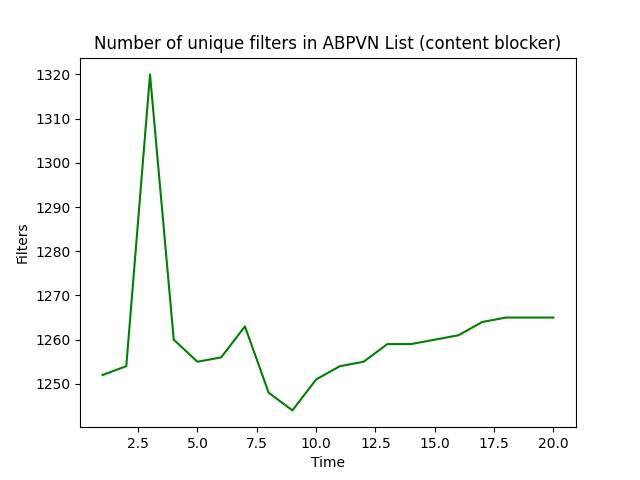 Number of unique filters in ABPVN List (content blocker)
1320
1310
1300
1290
1280
1270
1260
1250
Filters
2.5 5.0 7.5 10.0 12.5 15.0 17.5 20.0
Time